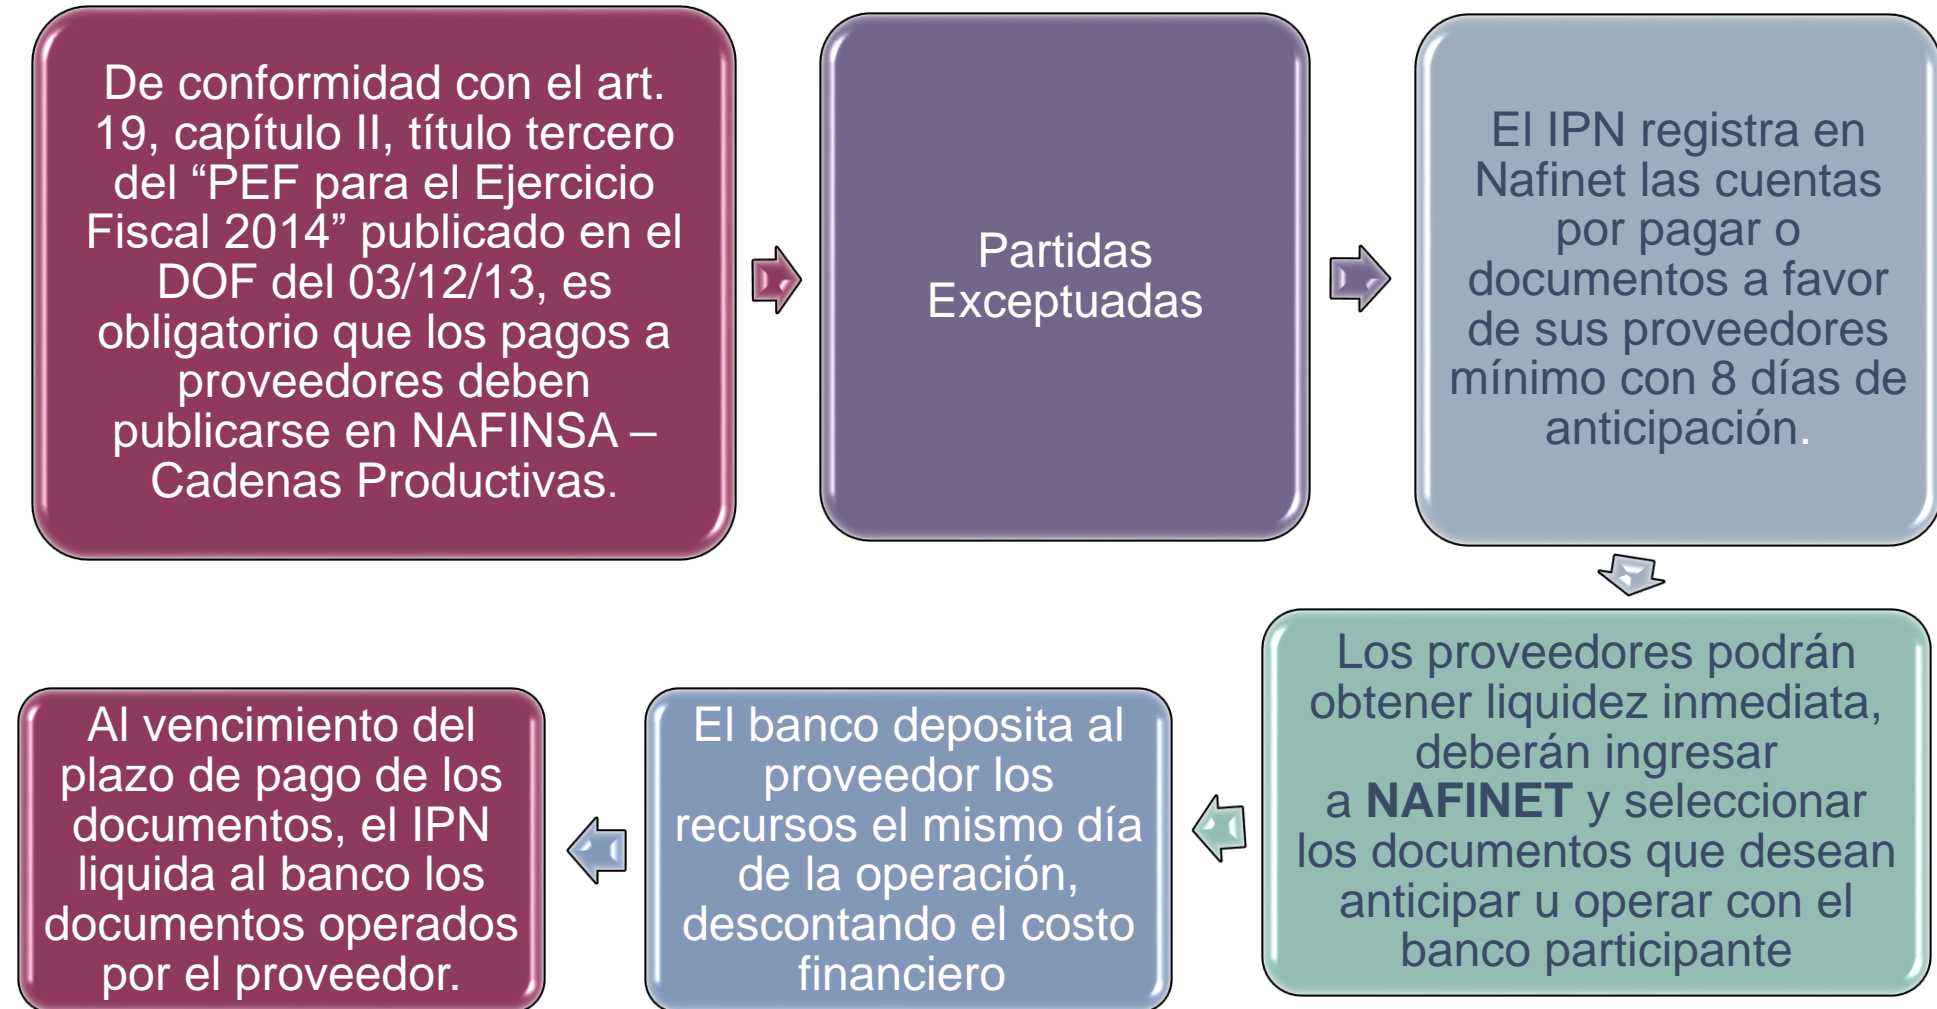 De conformidad con el art.
19, capítulo II, título tercero
del “PEF para el Ejercicio
Fiscal 2014” publicado en el
DOF del 03/12/13, es
obligatorio que los pagos a
proveedores deben
publicarse en NAFINSA –
Cadenas Productivas.
Partidas
Exceptuadas
El IPN registra en
Nafinet las cuentas
por pagar o
documentos a favor
de sus proveedores
mínimo con 8 días de
anticipación.
Los proveedores podrán
obtener liquidez inmediata,
deberán ingresar
a NAFINET y seleccionar
los documentos que desean
anticipar u operar con el
banco participante
El banco deposita al
proveedor los
recursos el mismo día
de la operación,
descontando el costo
financiero
Al vencimiento del
plazo de pago de los
documentos, el IPN
liquida al banco los
documentos operados
por el proveedor.